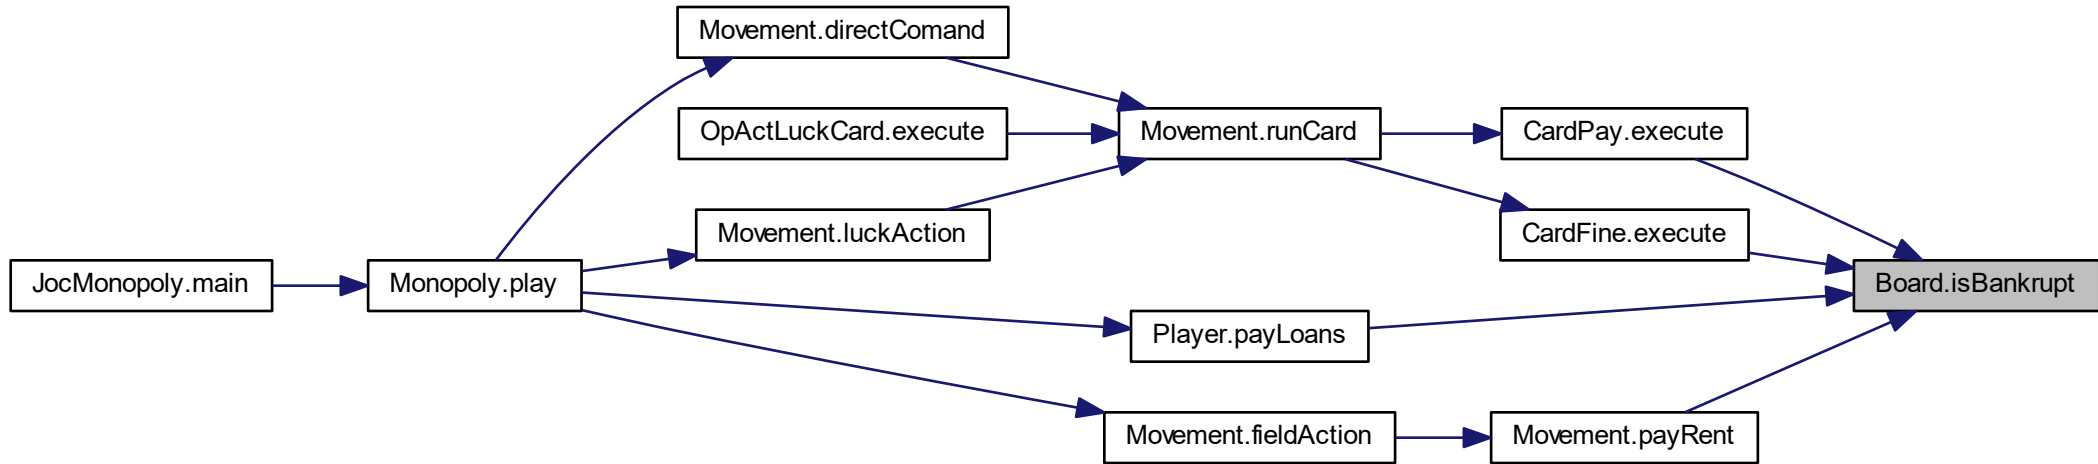 Movement.directComand
OpActLuckCard.execute
Movement.runCard
CardPay.execute
Movement.luckAction
CardFine.execute
JocMonopoly.main
Monopoly.play
Board.isBankrupt
Player.payLoans
Movement.fieldAction
Movement.payRent